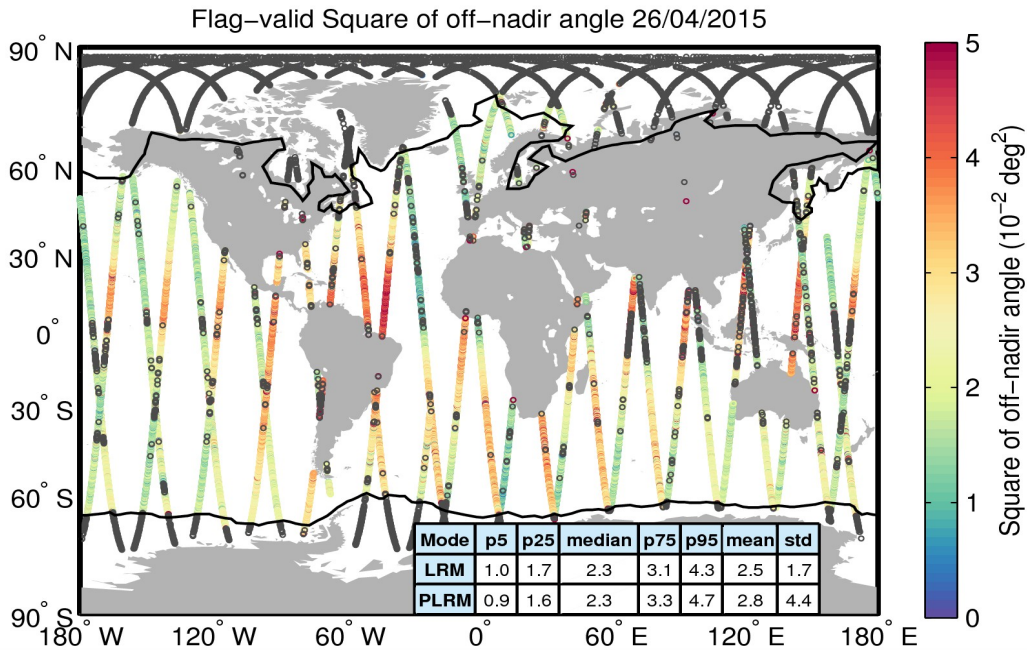 Flag−valid Square of off−nadir angle 26/04/2015
90° N
60° N
30° N
0°
30° S
60° S
90° S
180° W
120° W
60° W
0°
60° E
120° E
180° E
5
4
3
2
1
0
Square of off−nadir angle (10⁻² deg²)
Mode p5 p25 median p75 p95 mean std
LRM 1.0 1.7 2.3 3.1 4.3 2.5 1.7
PLRM 0.9 1.6 2.3 3.3 4.7 2.8 4.4